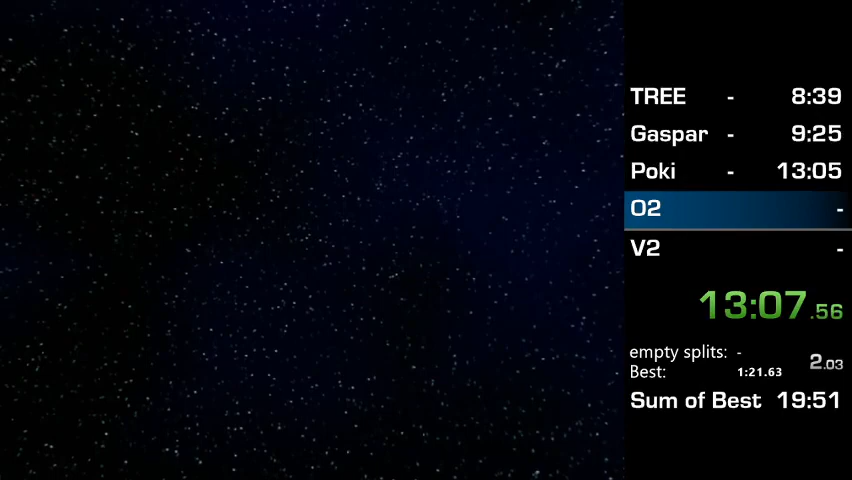 TREE - 8:39
Gaspar - 9:25
Poki - 13:05
O2 -
V2 -
13:07.56
empty splits: - 2.03
Best: 1:21.63
Sum of Best 19:51